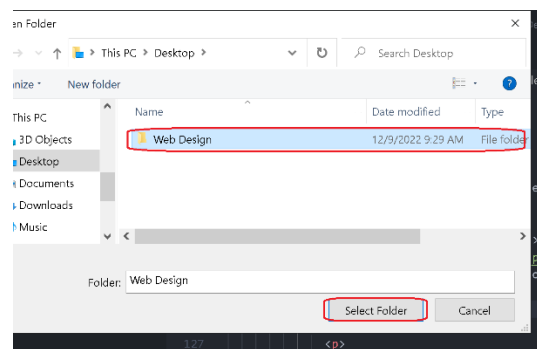 en Folder
This PC > Desktop >
Search Desktop
anize
New folder
Name
Date modified
Type
This PC
3D Objects
Desktop
Documents
Downloads
Music
Web Design
12/9/2022 9:29 AM
File folder
Folder:
Web Design
Select Folder
Cancel
127
<p>